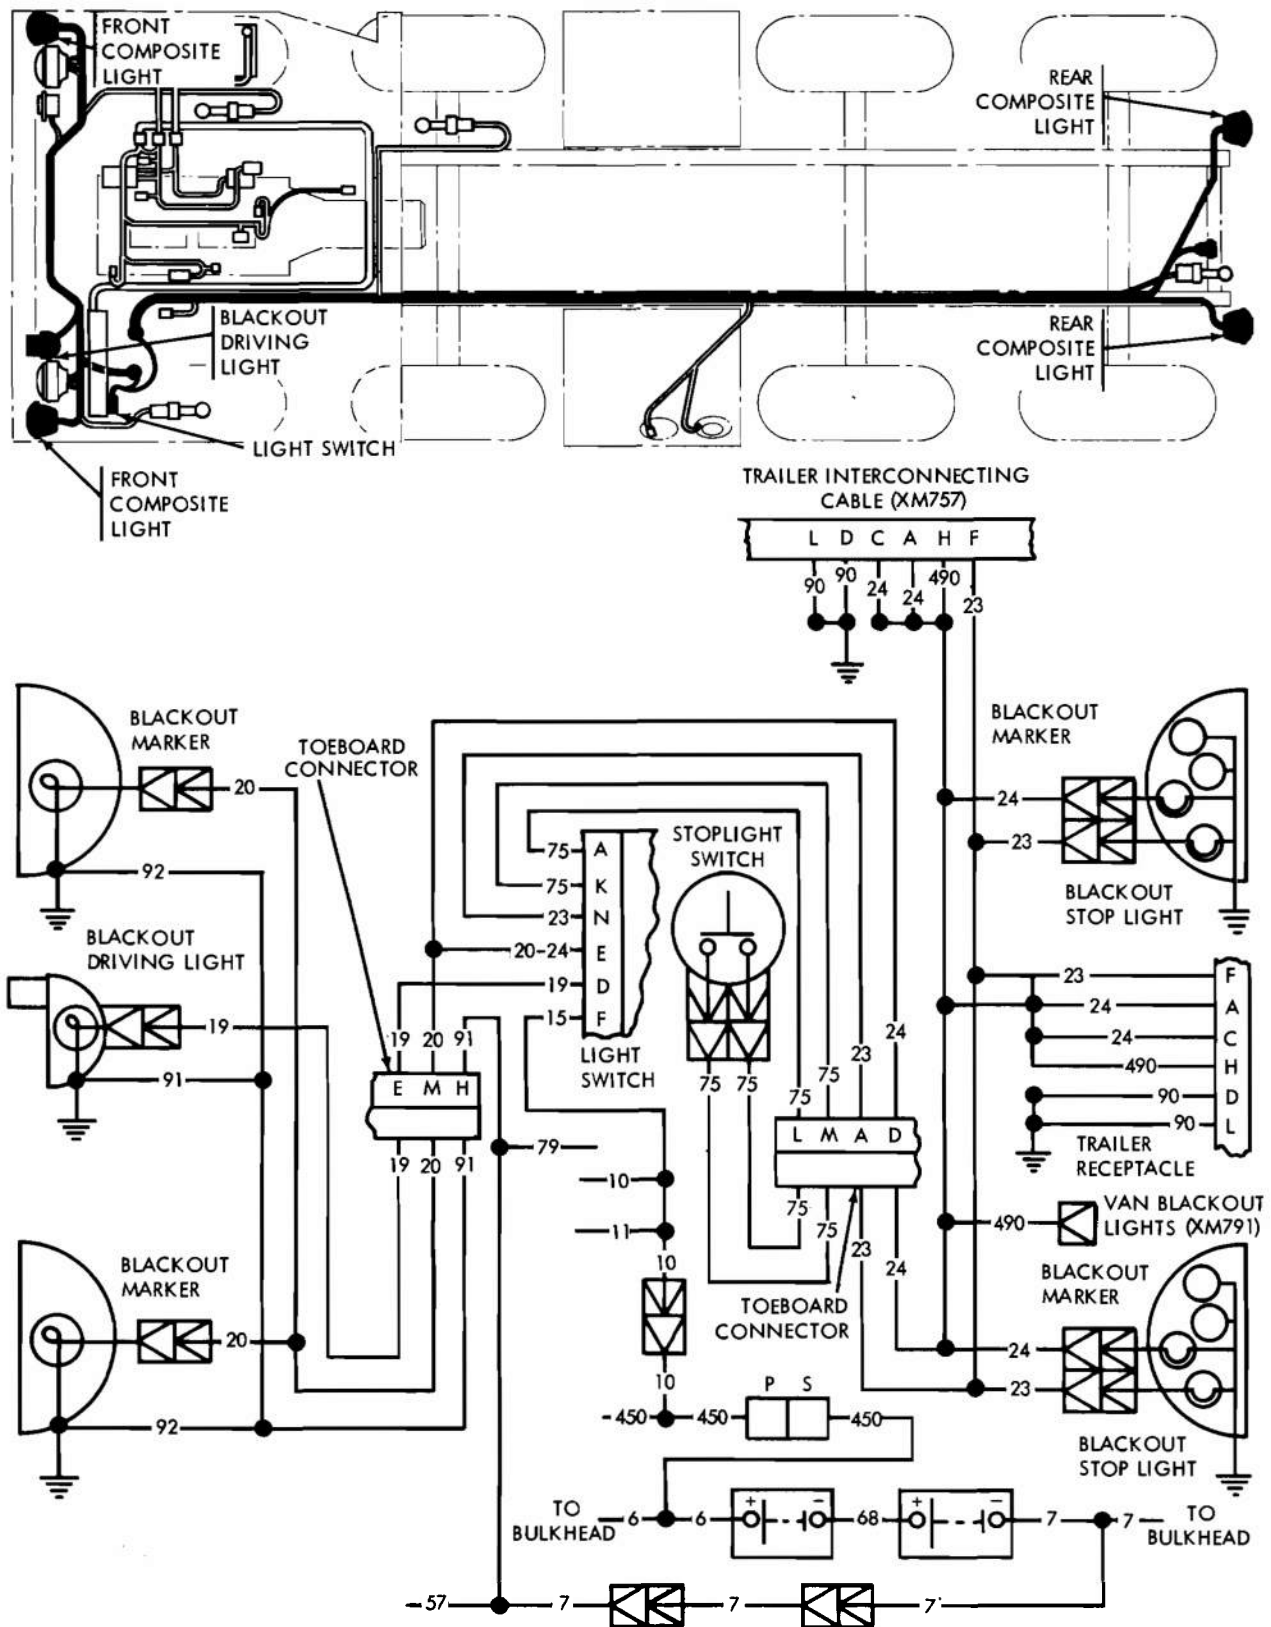 FRONT
COMPOSITE
LIGHT
REAR
COMPOSITE
LIGHT
BLACKOUT
DRIVING
LIGHT
REAR
COMPOSITE
LIGHT
LIGHT SWITCH
FRONT
COMPOSITE
LIGHT
TRAILER INTERCONNECTING
CABLE (XM757)
L D C A H F
90 90 24 24 490 23
BLACKOUT
MARKER
20
92
TOEBOARD
CONNECTOR
BLACKOUT
MARKER
24
23
BLACKOUT
STOP LIGHT
STOPLIGHT
SWITCH
75 A
75 K
23 N
20-24 E
19 D
15 F
LIGHT
SWITCH
BLACKOUT
DRIVING LIGHT
19
91
19 20 91
E M H
19 20 91
75 75
75 75 23 24
L M A D
75 75 23 24
TOEBOARD
CONNECTOR
23 F
24 A
24 C
490 H
90 D
90 L
TRAILER
RECEPTACLE
79
10
11
10
10
490
VAN BLACKOUT
LIGHTS (XM791)
BLACKOUT
MARKER
20
92
BLACKOUT
MARKER
24
23
BLACKOUT
STOP LIGHT
P S
450 450 450
TO
BULKHEAD
6 6 + - 68 + - 7 7
TO
BULKHEAD
57 7 7 7